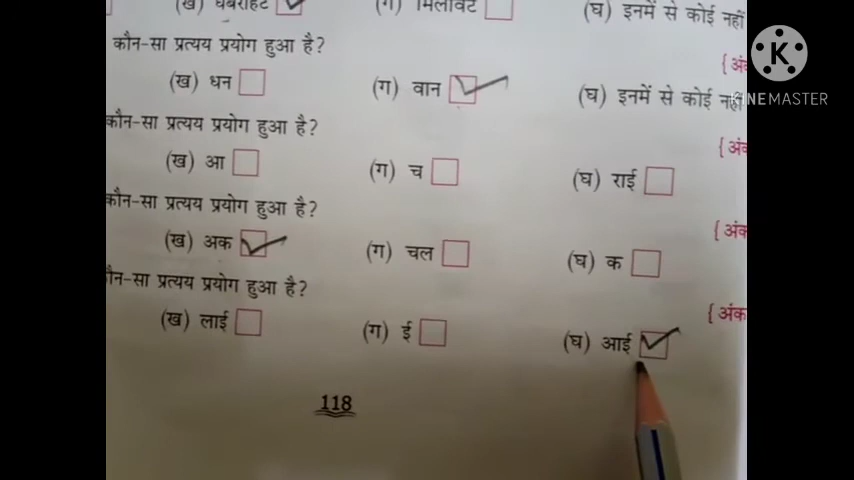 (ख) घबराहट (ग) मिलावट (घ) इनमें से कोई नहीं
कौन-सा प्रत्यय प्रयोग हुआ है?
{अंक
(ख) धन (ग) वान (घ) इनमें से कोई नहीं
कौन-सा प्रत्यय प्रयोग हुआ है?
{अंक
(ख) आ (ग) च (घ) राई
कौन-सा प्रत्यय प्रयोग हुआ है?
{अंक
(ख) अक (ग) चल (घ) क
कौन-सा प्रत्यय प्रयोग हुआ है?
{अंक
(ख) लाई (ग) ई (घ) आई
118
K
KINEMASTER